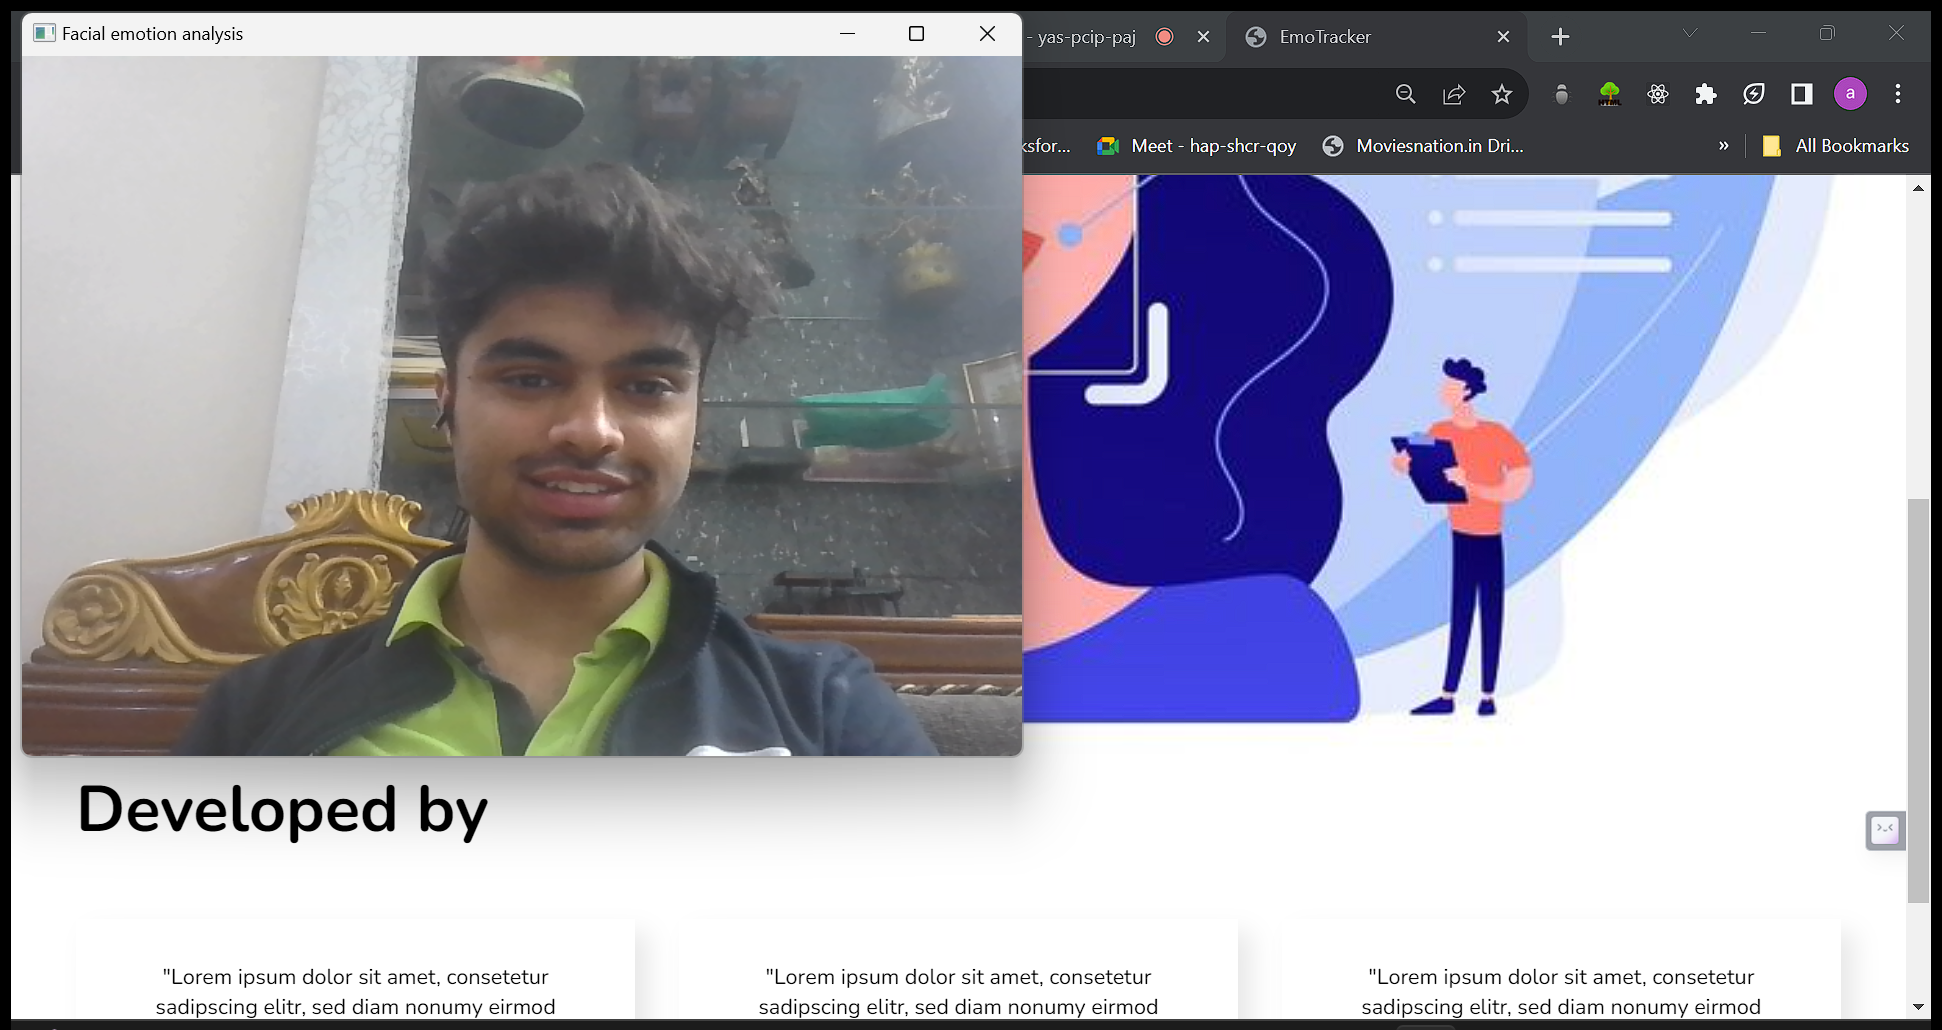 Facial emotion analysis
- yas-pcip-paj
EmoTracker
a
ksfor...
Meet - hap-shcr-qoy
Moviesnation.in Dri...
»
All Bookmarks
Developed by
"Lorem ipsum dolor sit amet, consetetur
sadipscing elitr, sed diam nonumy eirmod
"Lorem ipsum dolor sit amet, consetetur
sadipscing elitr, sed diam nonumy eirmod
"Lorem ipsum dolor sit amet, consetetur
sadipscing elitr, sed diam nonumy eirmod